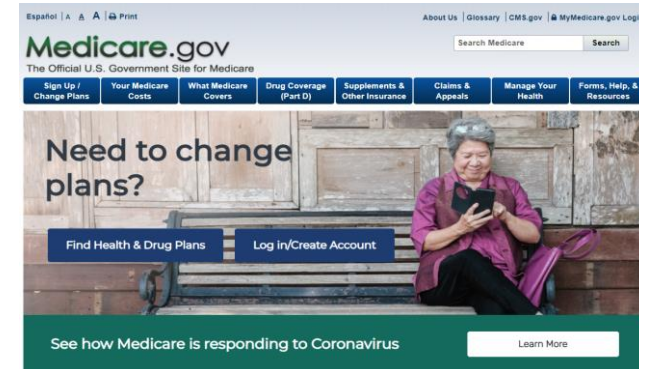 Español | A A A | Print
About Us | Glossary | CMS.gov | MyMedicare.gov Logi
Medicare.gov
The Official U.S. Government Site for Medicare
Search Medicare
Search
Sign Up / Change Plans
Your Medicare Costs
What Medicare Covers
Drug Coverage (Part D)
Supplements & Other Insurance
Claims & Appeals
Manage Your Health
Forms, Help, & Resources
Need to change
plans?
Find Health & Drug Plans
Log in/Create Account
See how Medicare is responding to Coronavirus
Learn More